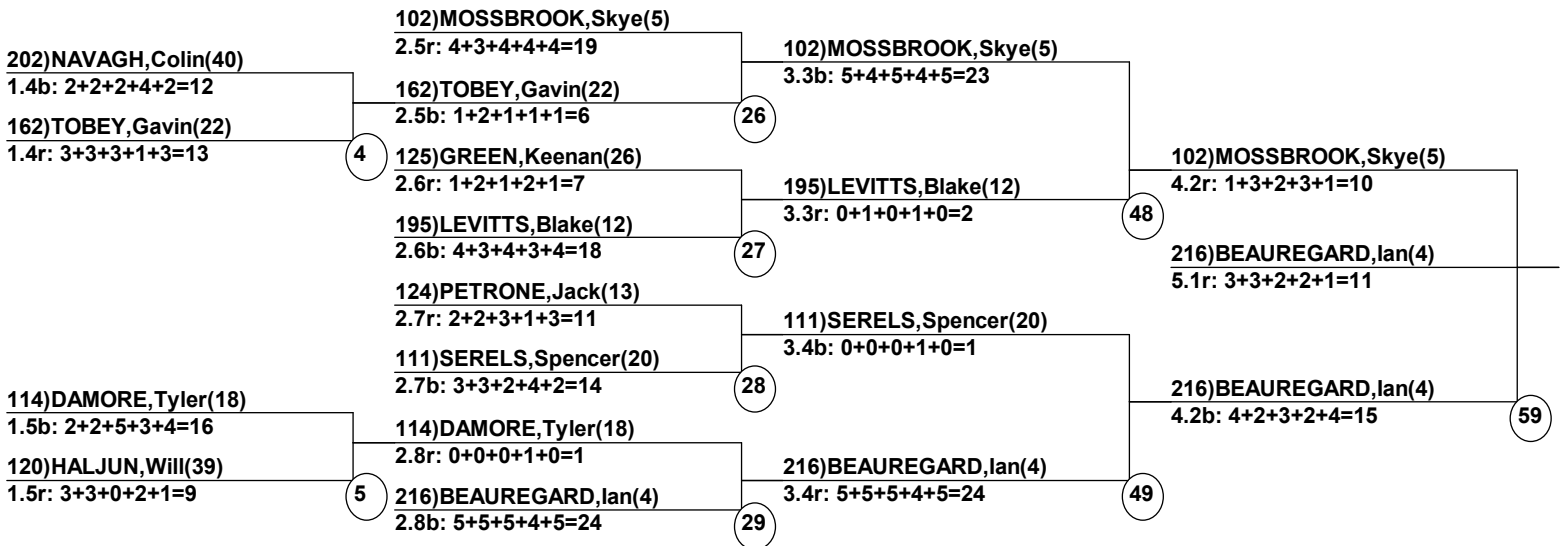 202)NAVAGH,Colin(40)
1.4b: 2+2+2+4+2=12
162)TOBEY,Gavin(22)
1.4r: 3+3+3+1+3=13
4
114)DAMORE,Tyler(18)
1.5b: 2+2+5+3+4=16
120)HALJUN,Will(39)
1.5r: 3+3+0+2+1=9
5
102)MOSSBROOK,Skye(5)
2.5r: 4+3+4+4+4=19
162)TOBEY,Gavin(22)
2.5b: 1+2+1+1+1=6
26
125)GREEN,Keenan(26)
2.6r: 1+2+1+2+1=7
195)LEVITTS,Blake(12)
2.6b: 4+3+4+3+4=18
27
124)PETRONE,Jack(13)
2.7r: 2+2+3+1+3=11
111)SERELS,Spencer(20)
2.7b: 3+3+2+4+2=14
28
114)DAMORE,Tyler(18)
2.8r: 0+0+0+1+0=1
216)BEAUREGARD,Ian(4)
2.8b: 5+5+5+4+5=24
29
102)MOSSBROOK,Skye(5)
3.3b: 5+4+5+4+5=23
195)LEVITTS,Blake(12)
3.3r: 0+1+0+1+0=2
48
111)SERELS,Spencer(20)
3.4b: 0+0+0+1+0=1
216)BEAUREGARD,Ian(4)
3.4r: 5+5+5+4+5=24
49
102)MOSSBROOK,Skye(5)
4.2r: 1+3+2+3+1=10
216)BEAUREGARD,Ian(4)
5.1r: 3+3+2+2+1=11
216)BEAUREGARD,Ian(4)
4.2b: 4+2+3+2+4=15
59